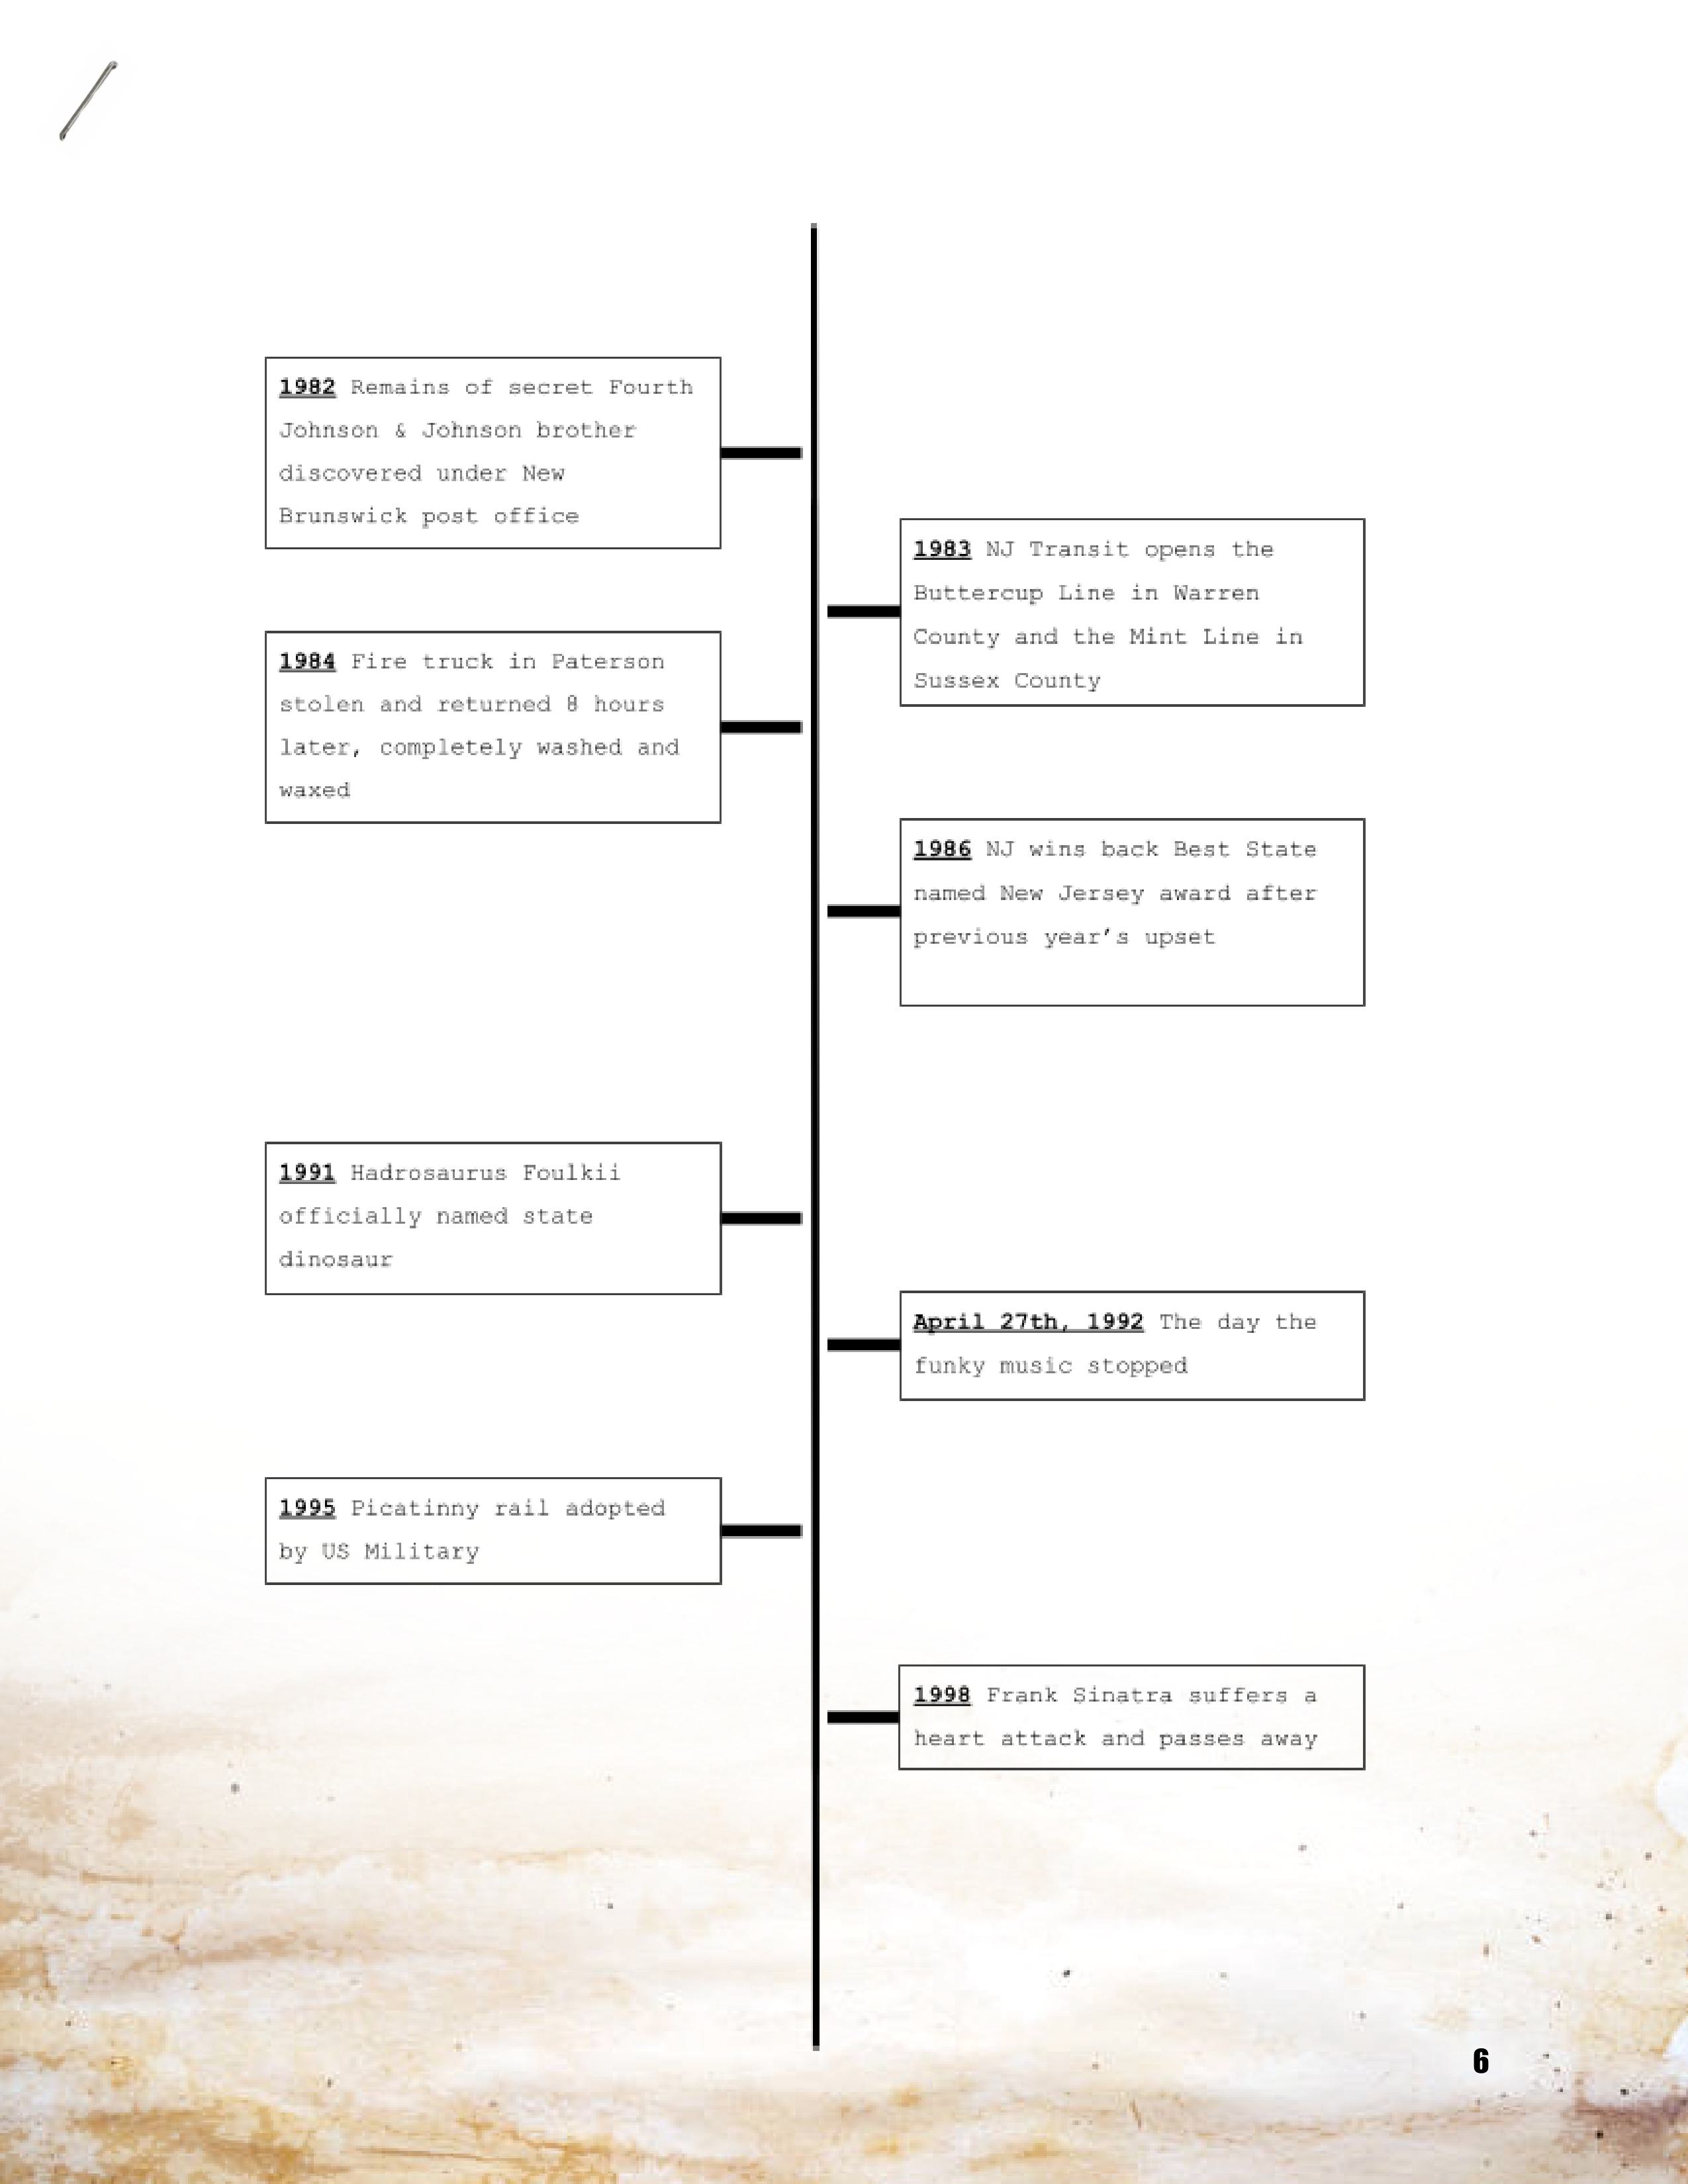 1982 Remains of secret Fourth
Johnson & Johnson brother
discovered under New
Brunswick post office
1983 NJ Transit opens the
Buttercup Line in Warren
County and the Mint Line in
Sussex County
1984 Fire truck in Paterson
stolen and returned 8 hours
later, completely washed and
waxed
1986 NJ wins back Best State
named New Jersey award after
previous year’s upset
1991 Hadrosaurus Foulkii
officially named state
dinosaur
April 27th, 1992 The day the
funky music stopped
1995 Picatinny rail adopted
by US Military
1998 Frank Sinatra suffers a
heart attack and passes away
6